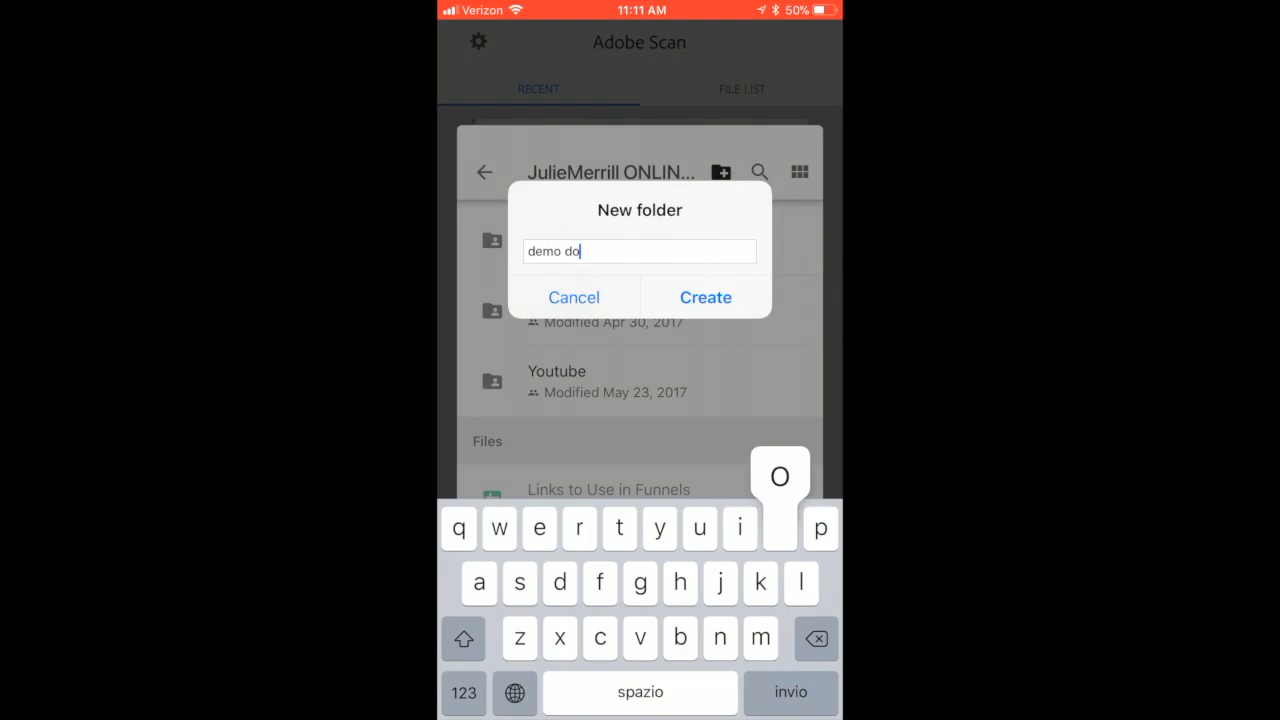 Verizon 11:11 AM 50%
Adobe Scan
RECENT FILE LIST
JulieMerrill ONLIN...
New folder
demo do
Cancel Create
Modified Apr 30, 2017
Youtube
Modified May 23, 2017
Files
Links to Use in Funnels
O
q w e r t y u i p
a s d f g h j k l
z x c v b n m
123 spazio invio